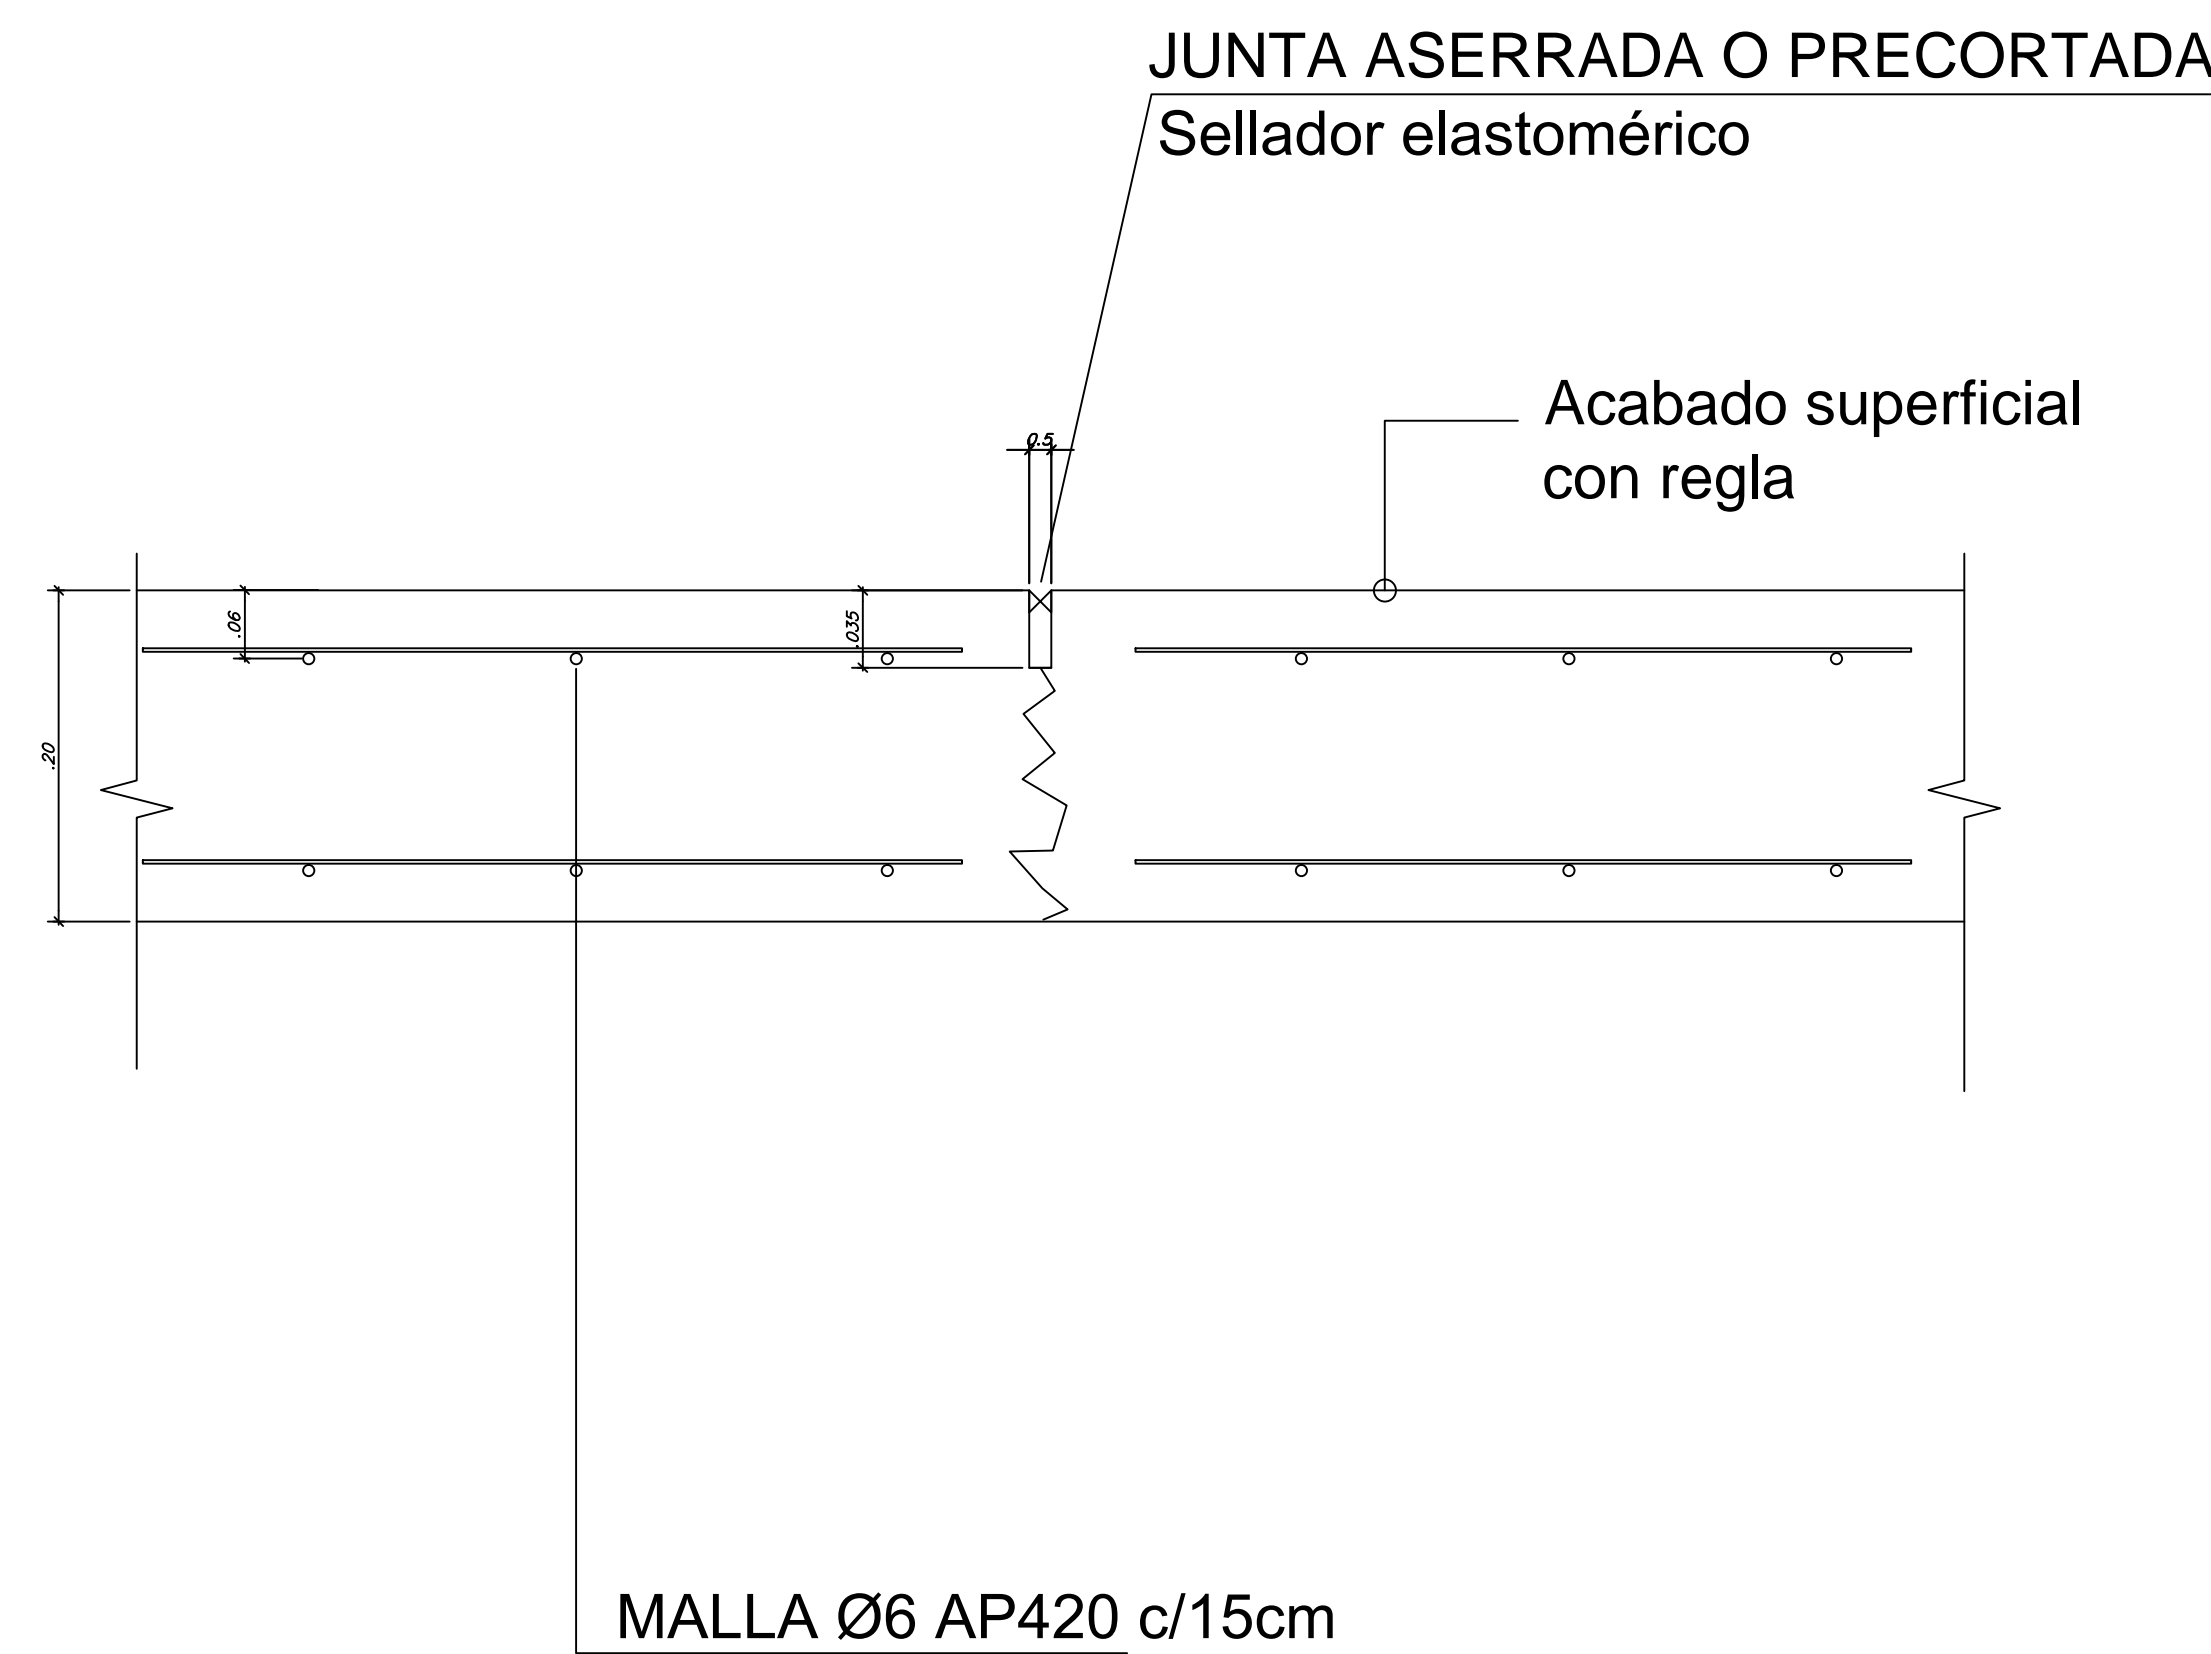 JUNTA ASERRADA O PRECORTADA
Sellador elastomérico
Acabado superficial
con regla
0.5
.06
.035
.20
MALLA Ø6 AP420 c/15cm